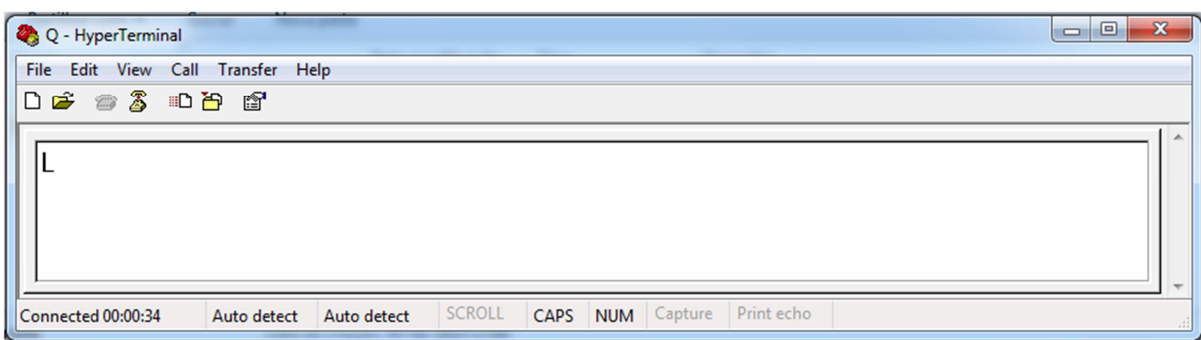 Q - HyperTerminal
File Edit View Call Transfer Help
L
Connected 00:00:34 Auto detect Auto detect SCROLL CAPS NUM Capture Print echo